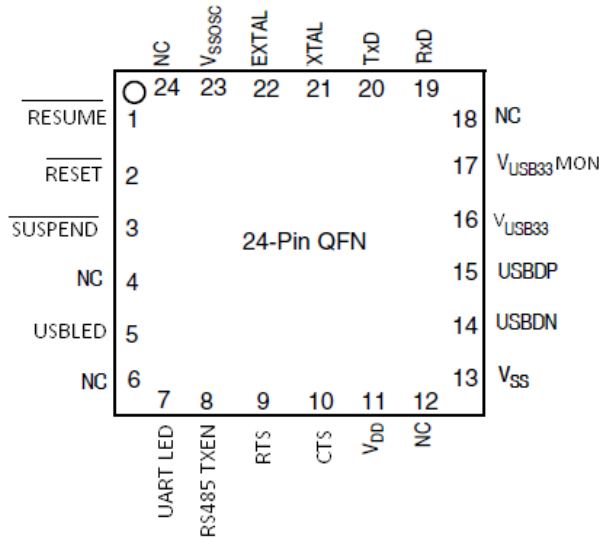 NC
VSSOSC
EXTAL
XTAL
TxD
RxD
24
23
22
21
20
19
RESUME 1
RESET 2
SUSPEND 3
NC 4
USBLED 5
NC 6
24-Pin QFN
18 NC
17 VUSB33MON
16 VUSB33
15 USBDP
14 USBDN
13 VSS
7
8
9
10
11
12
UART LED
RS485 TXEN
RTS
CTS
VDD
NC